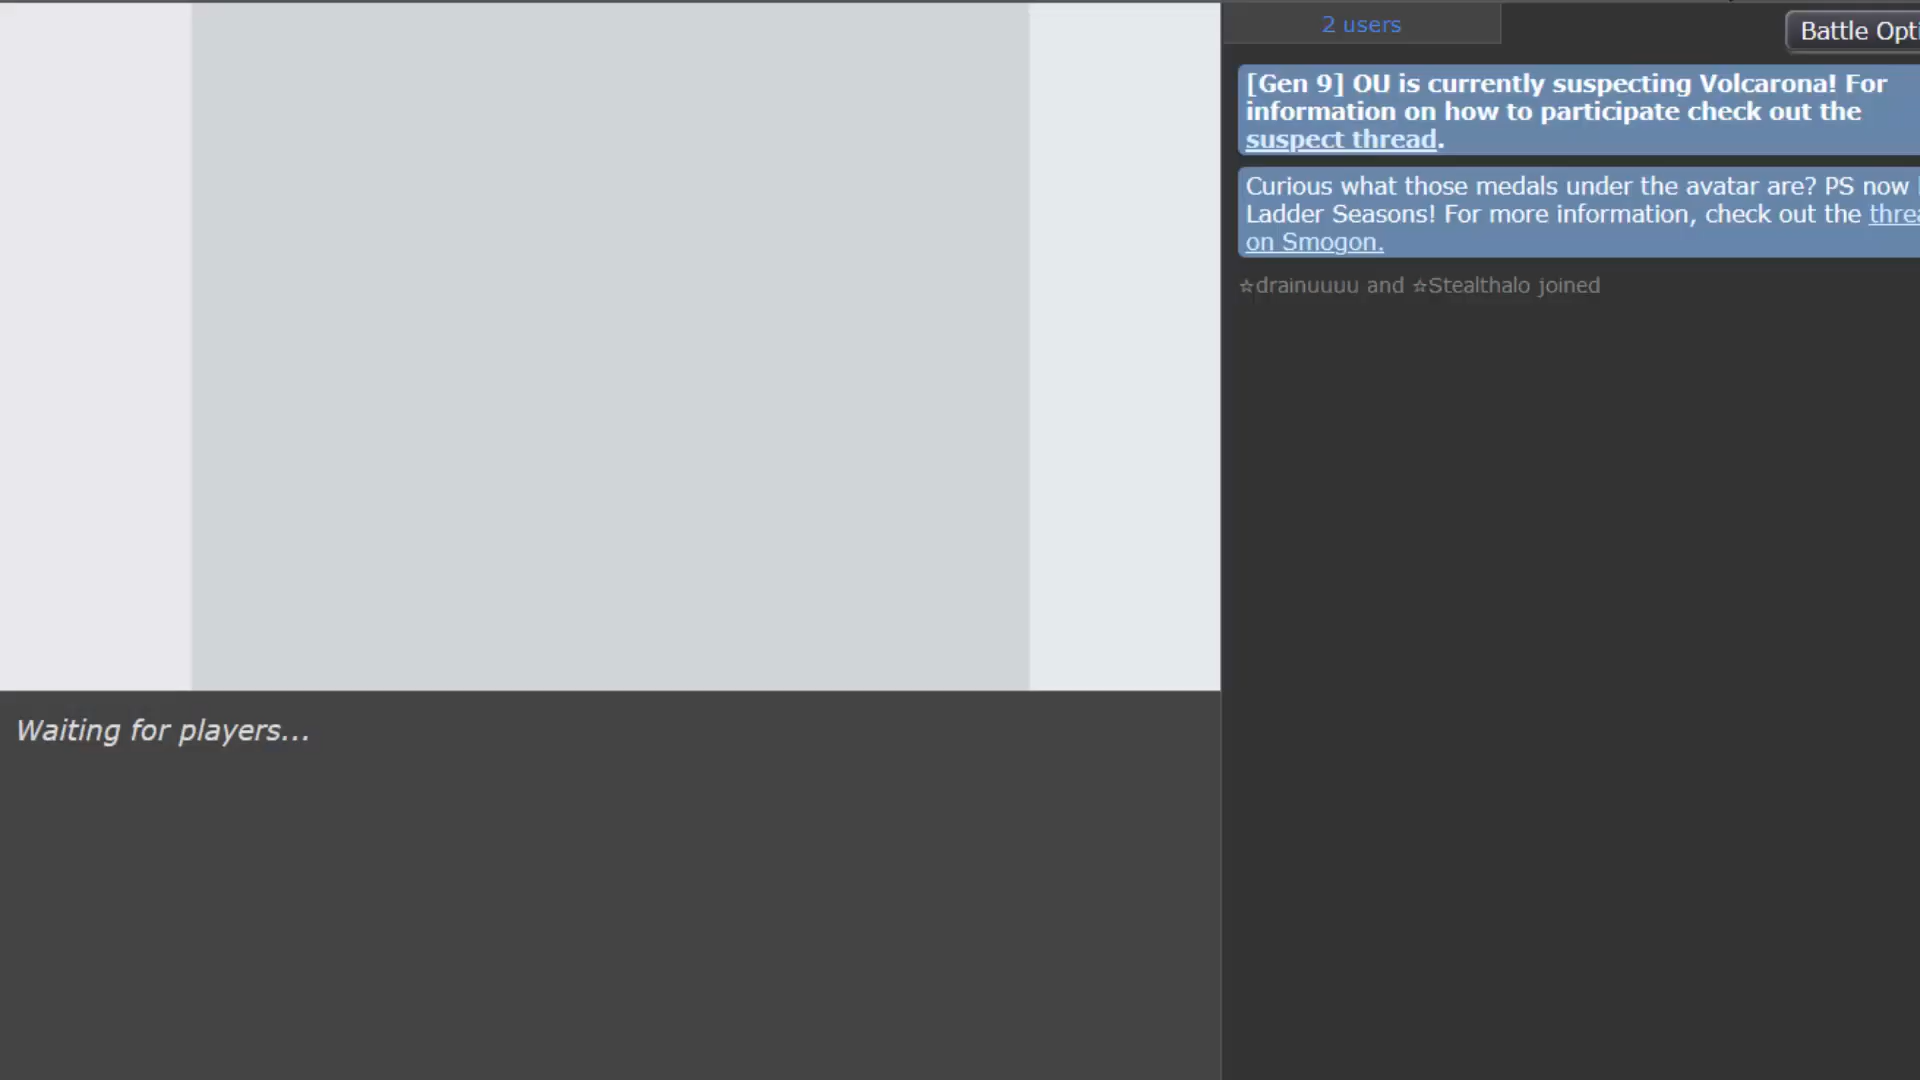 2 users
Battle Opti
[Gen 9] OU is currently suspecting Volcarona! For
information on how to participate check out the
suspect thread.
Curious what those medals under the avatar are? PS now
Ladder Seasons! For more information, check out the threa
on Smogon.
☆drainuuuu and ☆Stealthalo joined
Waiting for players...